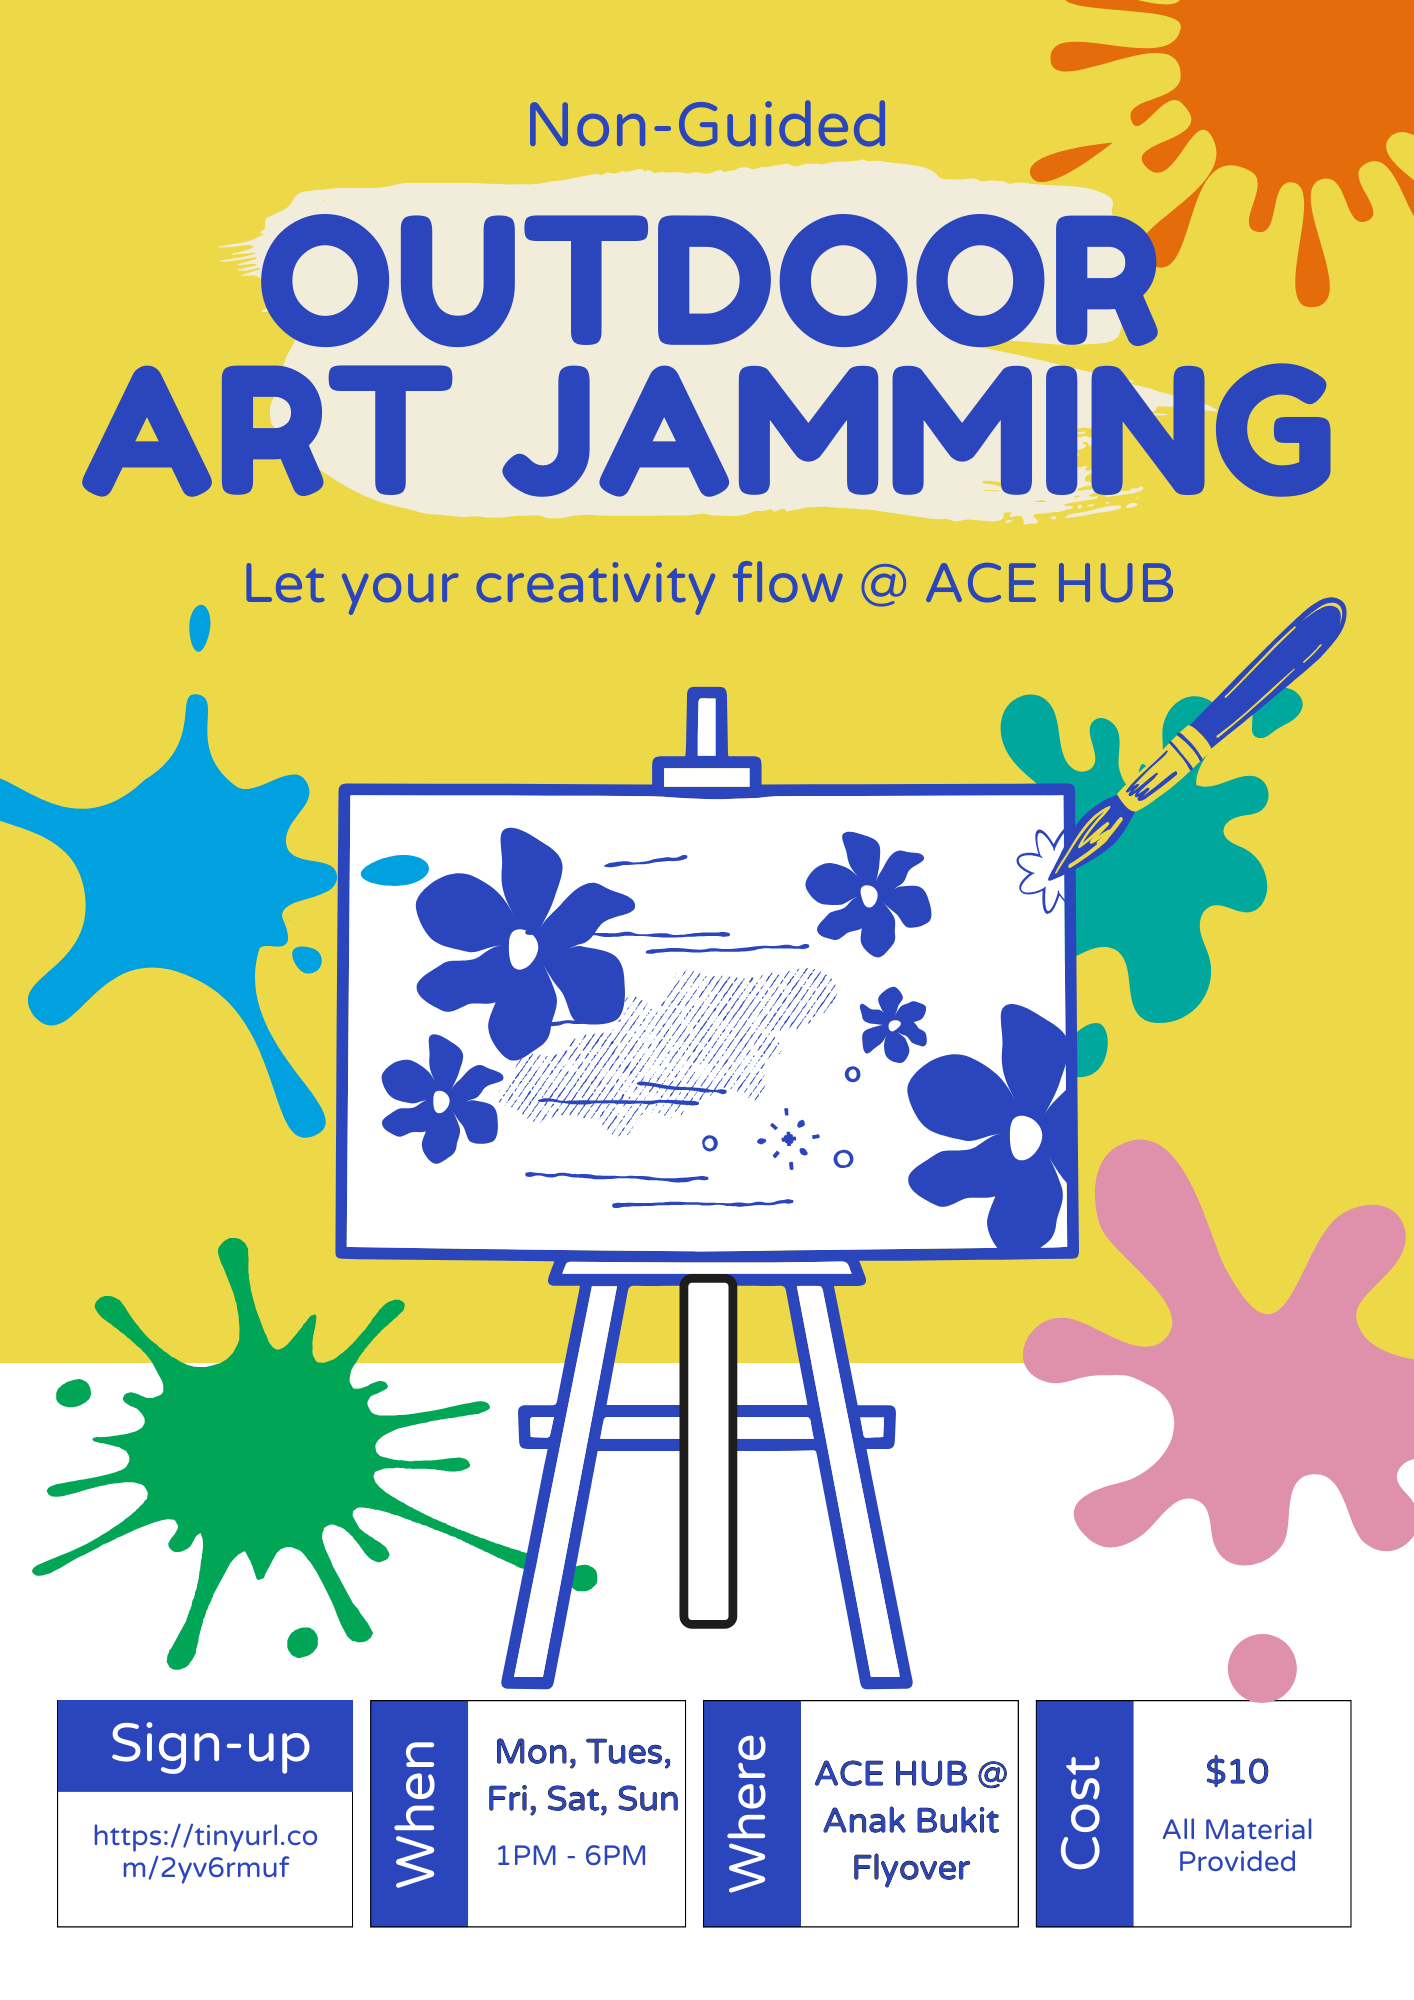 Non-Guided
OUTDOOR
ART JAMMING
Let your creativity flow @ ACE HUB
Sign-up
https://tinyurl.co
m/2yv6rmuf
When
Mon, Tues,
Fri, Sat, Sun
1PM - 6PM
Where
ACE HUB @
Anak Bukit
Flyover
Cost
$10
All Material
Provided